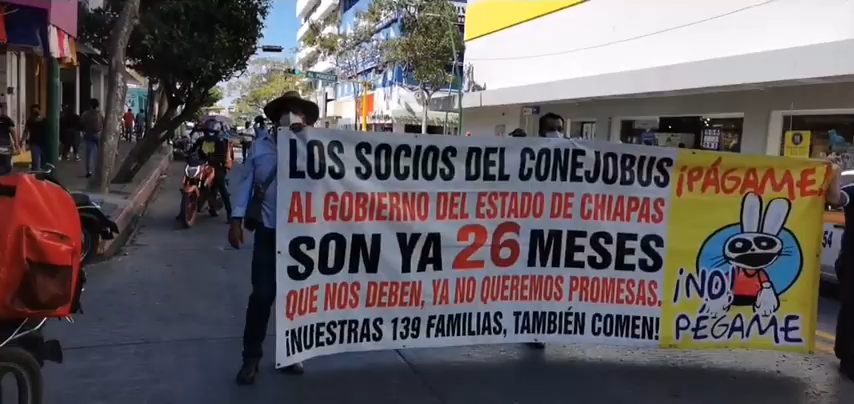 LOS SOCIOS DEL CONEJOBUS
AL GOBIERNO DEL ESTADO DE CHIAPAS
SON YA 26 MESES
QUE NOS DEBEN, YA NO QUEREMOS PROMESAS.
¡NUESTRAS 139 FAMILIAS, TAMBIÉN COMEN!
¡PÁGAME!
¡NO!
PÉGAME